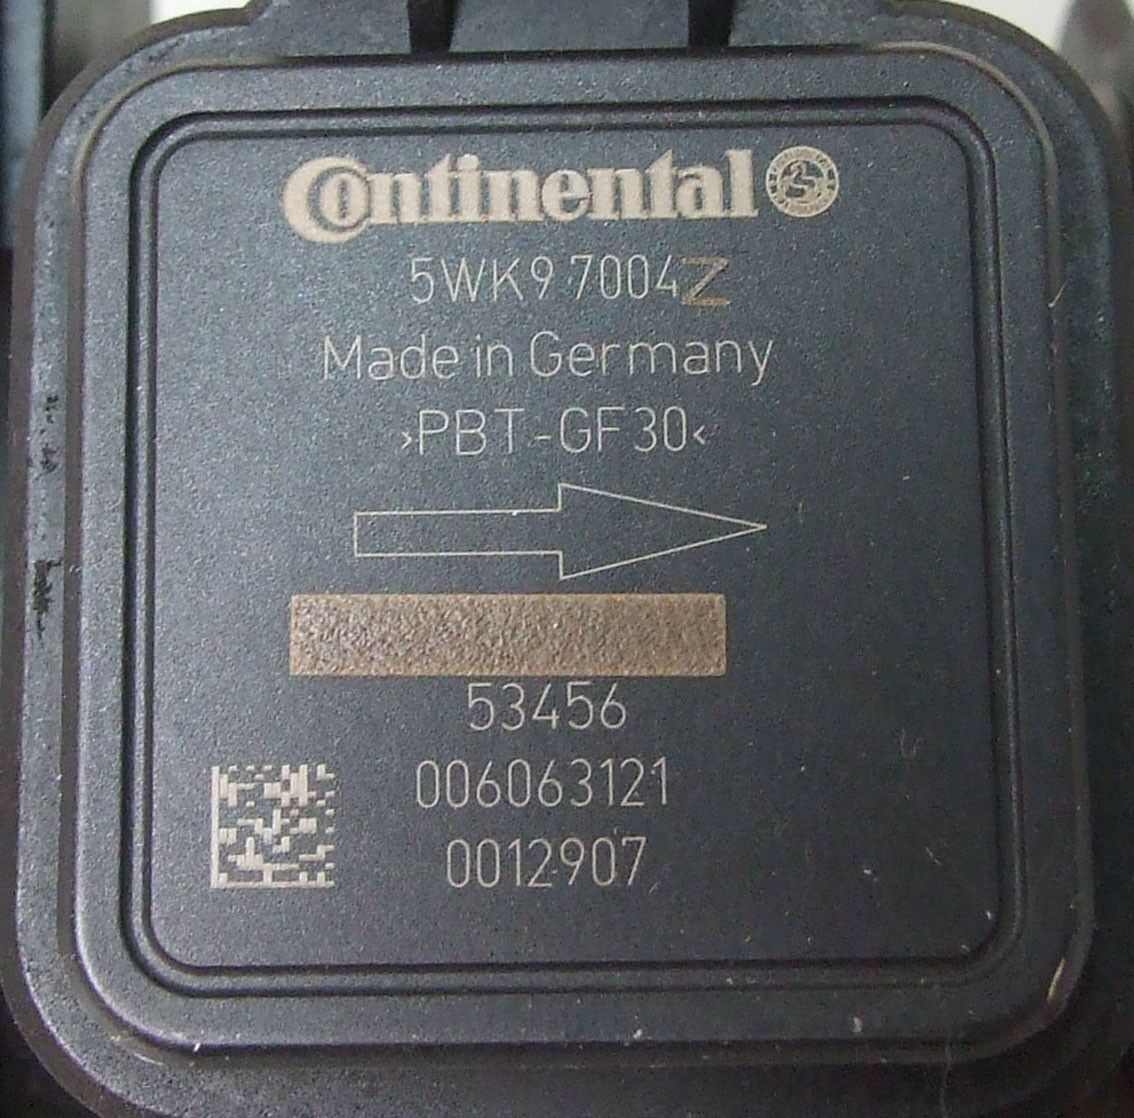 Continental
5WK9 7004Z
Made in Germany
>PBT-GF30<
53456
006063121
0012907